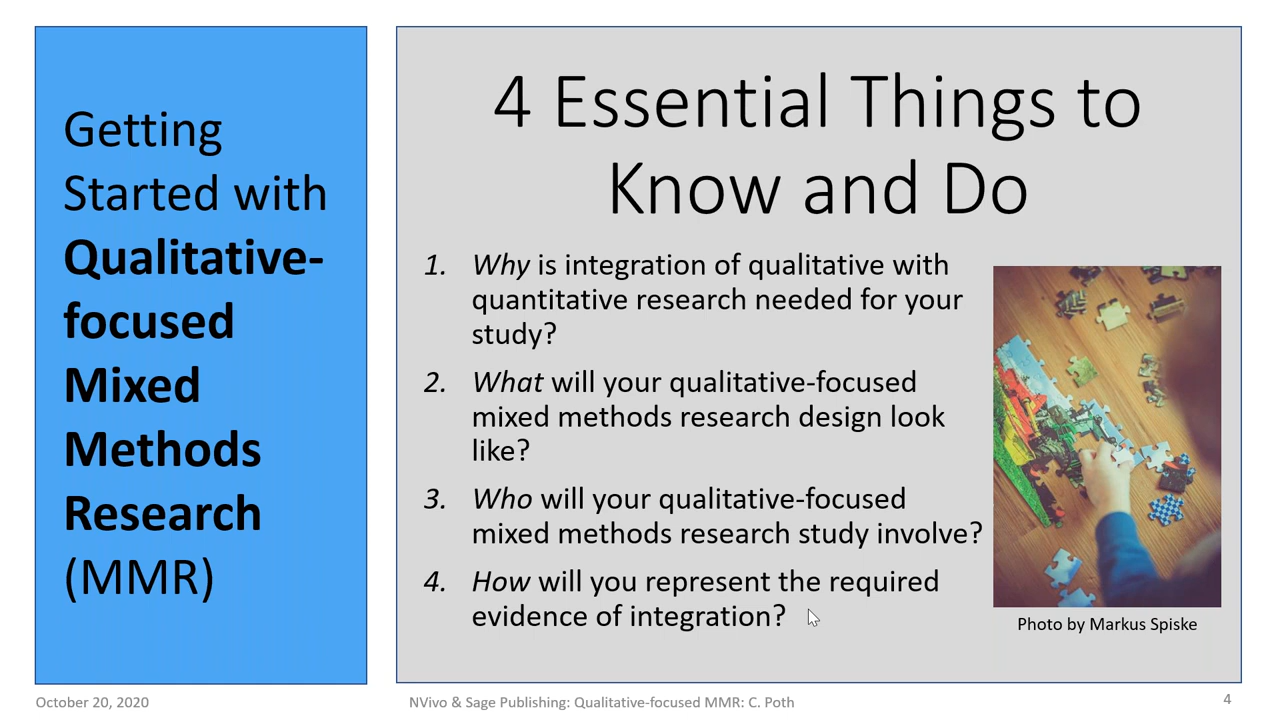 Getting
Started with
Qualitative-
focused
Mixed
Methods
Research
(MMR)
4 Essential Things to
Know and Do
1. Why is integration of qualitative with
quantitative research needed for your
study?
2. What will your qualitative-focused
mixed methods research design look
like?
3. Who will your qualitative-focused
mixed methods research study involve?
4. How will you represent the required
evidence of integration?
Photo by Markus Spiske
October 20, 2020
NVivo & Sage Publishing: Qualitative-focused MMR: C. Poth
4